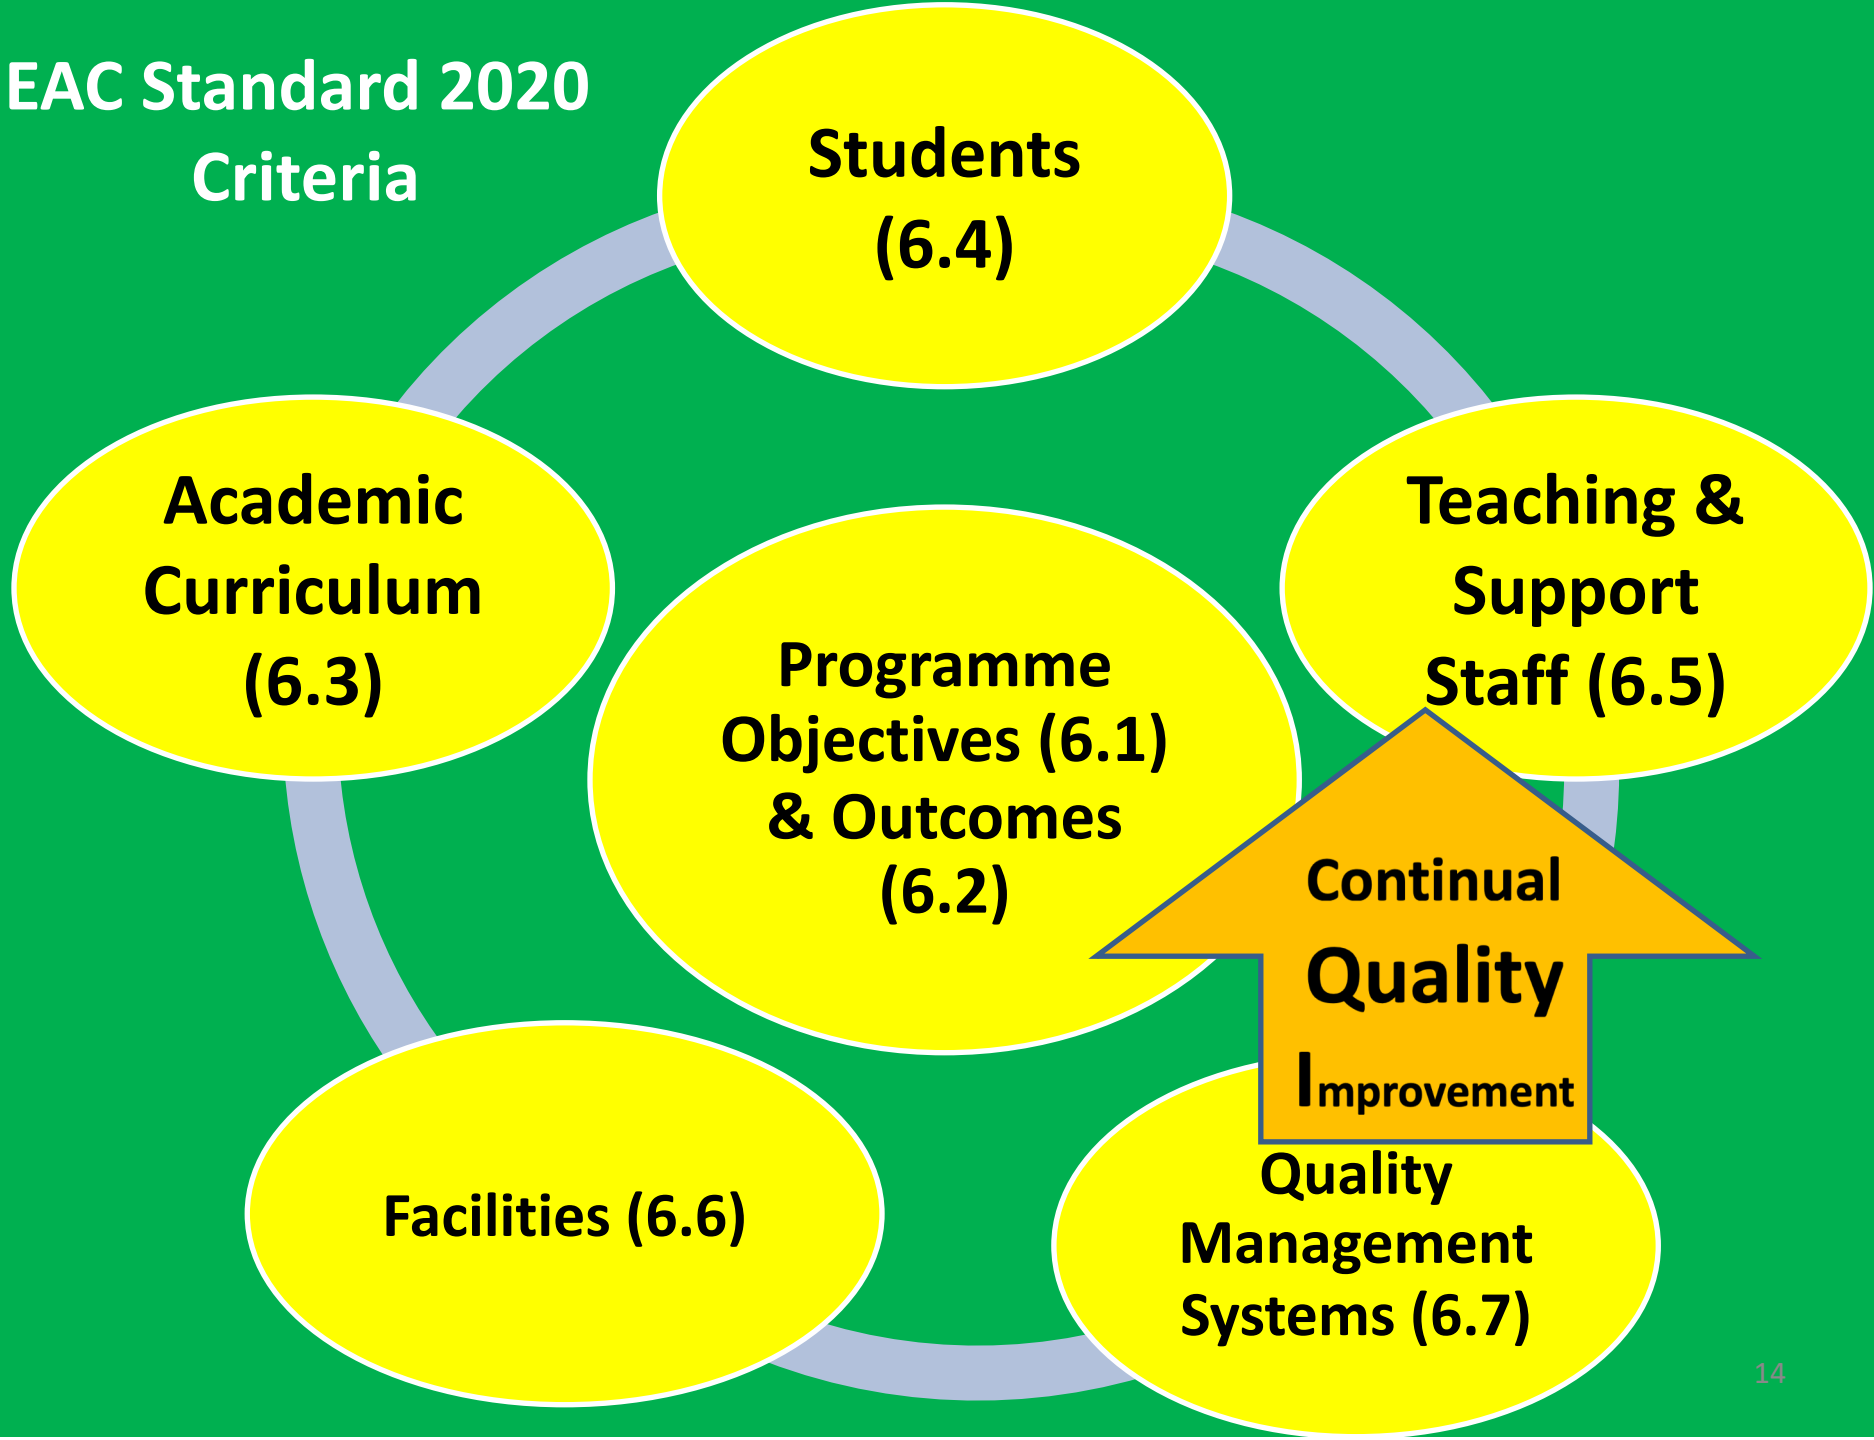 EAC Standard 2020
Criteria
Students
(6.4)
Academic
Curriculum
(6.3)
Teaching &
Support
Staff (6.5)
Programme
Objectives (6.1)
& Outcomes
(6.2)
Continual
Quality
Improvement
Facilities (6.6)
Quality
Management
Systems (6.7)
14